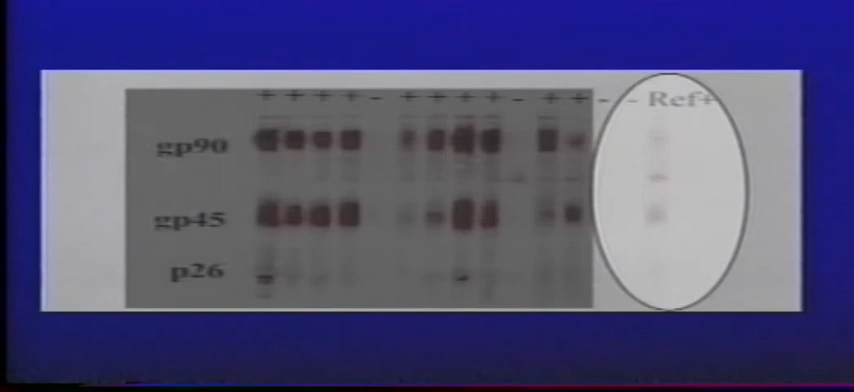 + + + + - + + + + - + + - - Ref+
gp90
gp45
p26